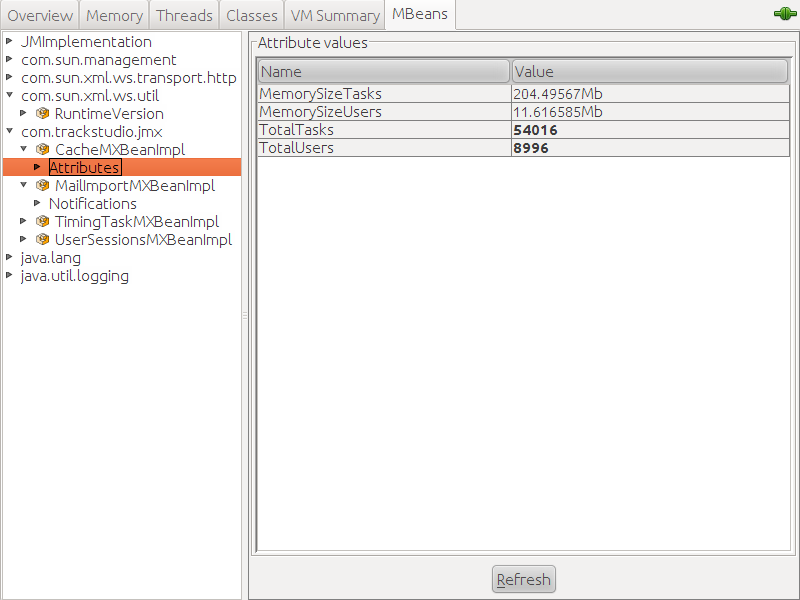 Overview Memory Threads Classes VM Summary MBeans
JMImplementation
com.sun.management
com.sun.xml.ws.transport.http
com.sun.xml.ws.util
RuntimeVersion
com.trackstudio.jmx
CacheMXBeanImpl
Attributes
MailImportMXBeanImpl
Notifications
TimingTaskMXBeanImpl
UserSessionsMXBeanImpl
java.lang
java.util.logging
Attribute values
Name Value
MemorySizeTasks 204.49567Mb
MemorySizeUsers 11.616585Mb
TotalTasks 54016
TotalUsers 8996
Refresh